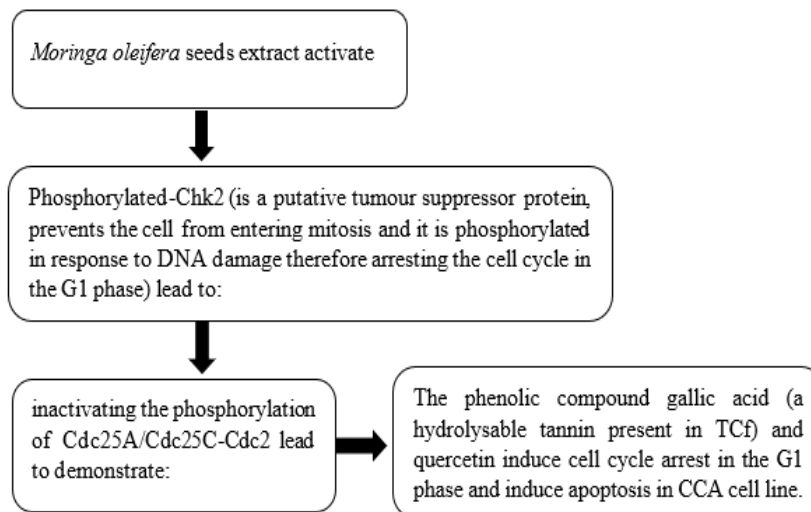 Moringa oleifera seeds extract activate
Phosphorylated-Chk2 (is a putative tumour suppressor protein,
prevents the cell from entering mitosis and it is phosphorylated
in response to DNA damage therefore arresting the cell cycle in
the G1 phase) lead to:
inactivating the phosphorylation
of Cdc25A/Cdc25C-Cdc2 lead
to demonstrate:
The phenolic compound gallic acid (a
hydrolysable tannin present in TCf) and
quercetin induce cell cycle arrest in the G1
phase and induce apoptosis in CCA cell line.